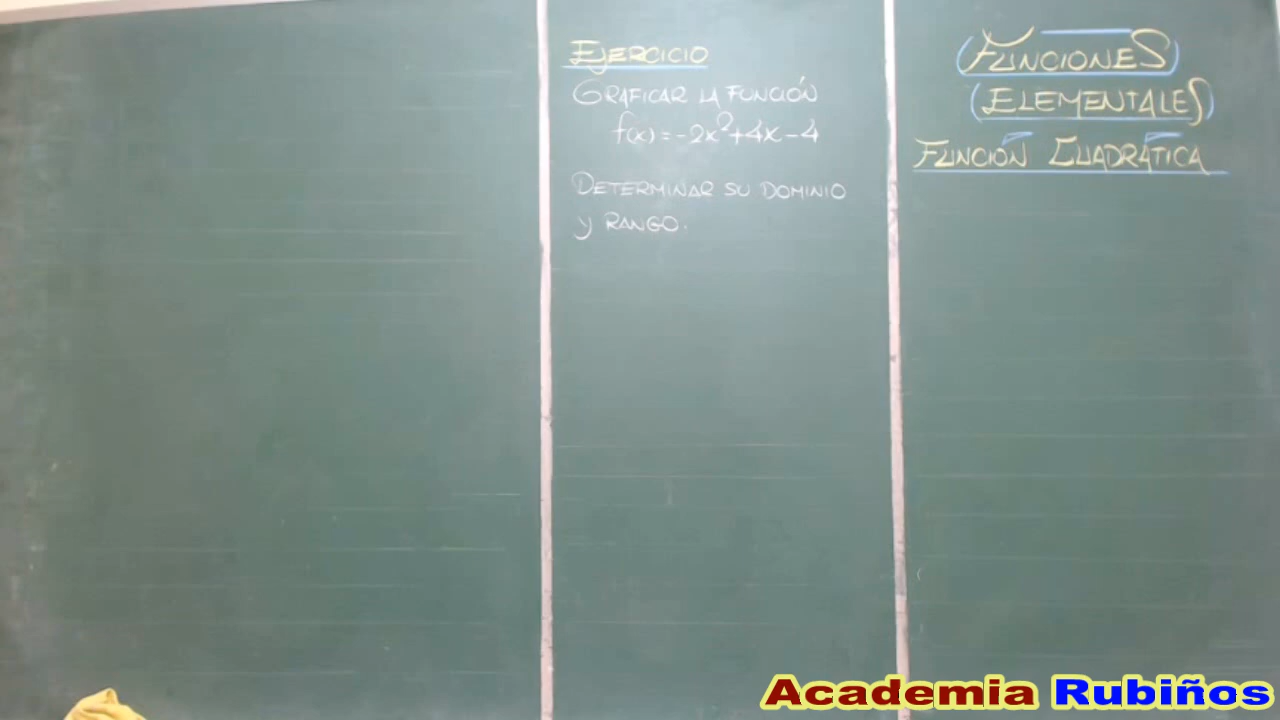 EJERCICIO
GRAFICAR LA FUNCIÓN
f(x) = -2x²+4x-4
DETERMINAR SU DOMINIO
y RANGO.
FUNCIONES
(ELEMENTALES)
FUNCIÓN CUADRÁTICA
Academia Rubiños